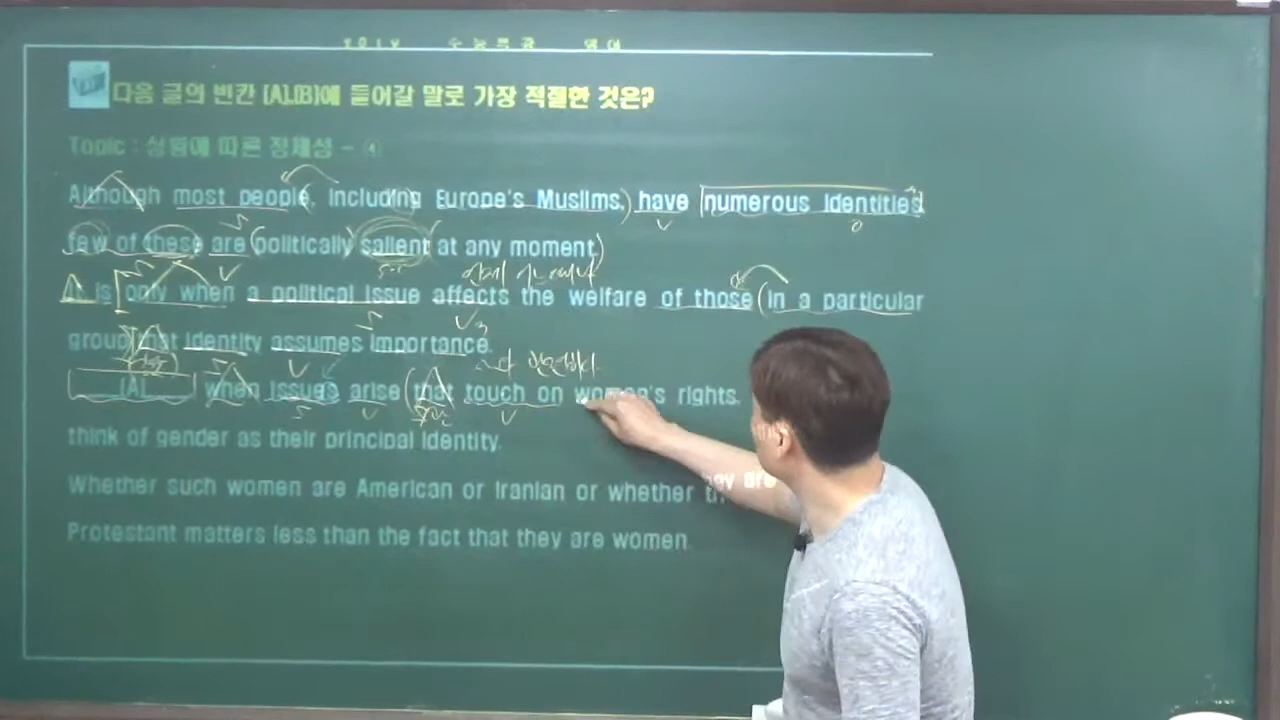 다음 글의 빈칸 (A),(B)에 들어갈 말로 가장 적절한 것은?
Topic : 상황에 따른 정체성 - ④
Although most people, including Europe's Muslims, have numerous identities,
few of these are politically salient at any moment.
It is only when a political issue affects the welfare of those in a particular
group that identity assumes importance.
(A) when issues arise that touch on women's rights,
think of gender as their principal identity.
Whether such women are American or Iranian or whether they are
Protestant matters less than the fact that they are women.